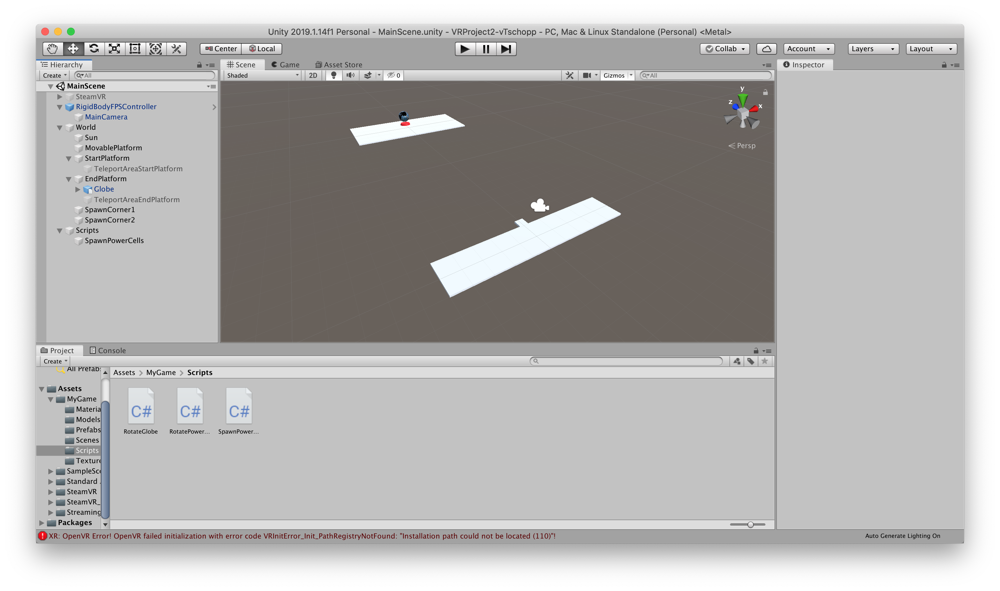 Unity 2019.1.14f1 Personal - MainScene.unity - VRProject2-vTschopp - PC, Mac & Linux Standalone (Personal) <Metal>
Center Local Collab Account Layers Layout
Hierarchy
Create All
MainScene
SteamVR
RigidBodyFPSController
MainCamera
World
Sun
MovablePlatform
StartPlatform
TeleportAreaStartPlatform
EndPlatform
Globe
TeleportAreaEndPlatform
SpawnCorner1
SpawnCorner2
Scripts
SpawnPowerCells
Scene Game Asset Store
Shaded 2D 0 Gizmos All
y
z
x
Persp
Inspector
Project Console
Create
All Prefab
Assets
MyGame
Materia
Models
Prefabs
Scenes
Scripts
Texture
SampleSce
Standard
SteamVR
SteamVR_
Streaming
Packages
Assets > MyGame > Scripts
C# C# C#
RotateGlobe RotatePower... SpawnPower...
XR: OpenVR Error! OpenVR failed initialization with error code VRInitError_Init_PathRegistryNotFound: "Installation path could not be located (110)"!
Auto Generate Lighting On